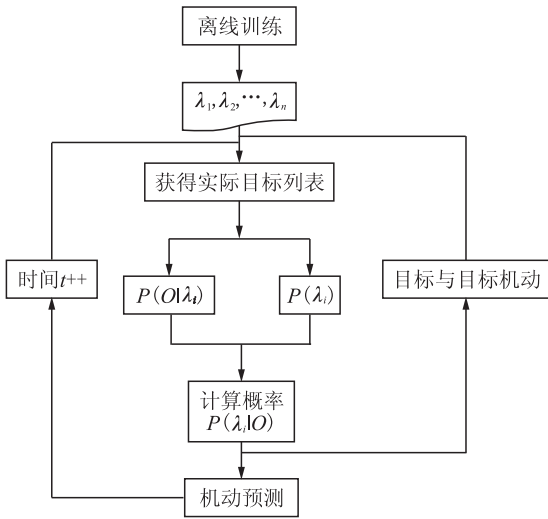 离线训练
λ1,λ2,…,λn
获得实际目标列表
时间t++
P(O|λi)
P(λi)
目标与目标机动
计算概率
P(λi|O)
机动预测